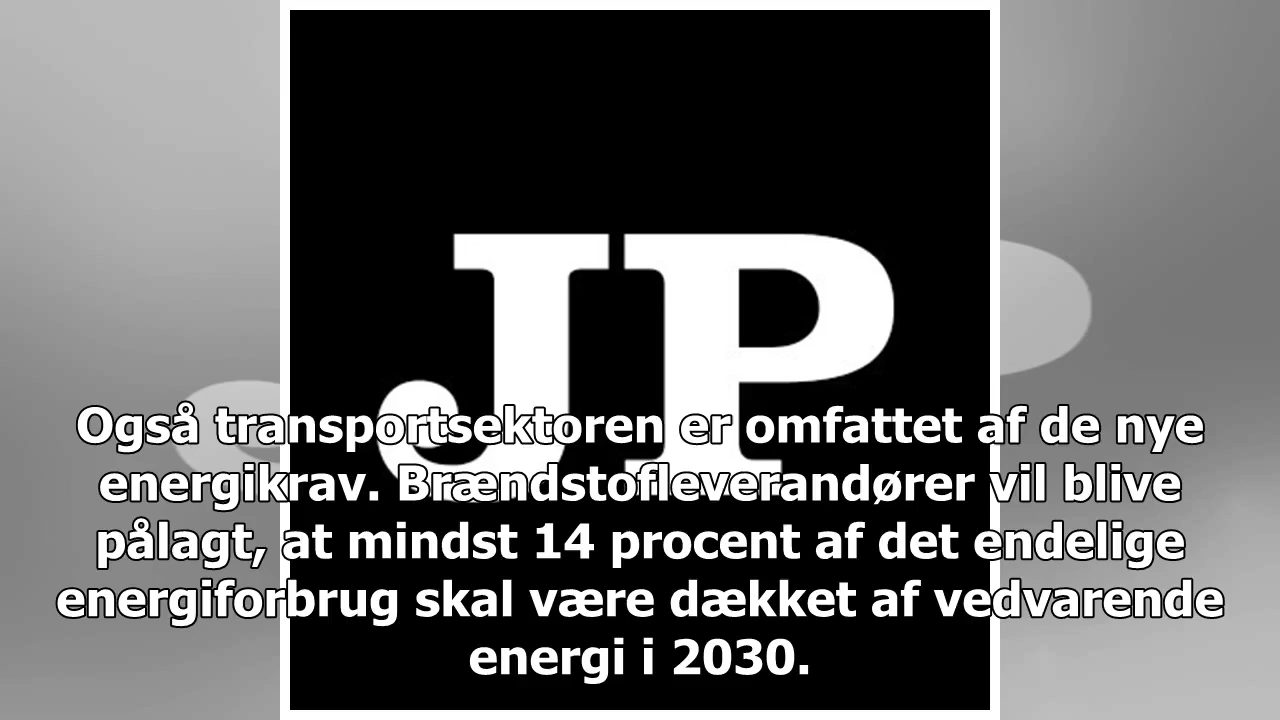 JP
Også transportsektoren er omfattet af de nye
energikrav. Brændstofleverandører vil blive
pålagt, at mindst 14 procent af det endelige
energiforbrug skal være dækket af vedvarende
energi i 2030.